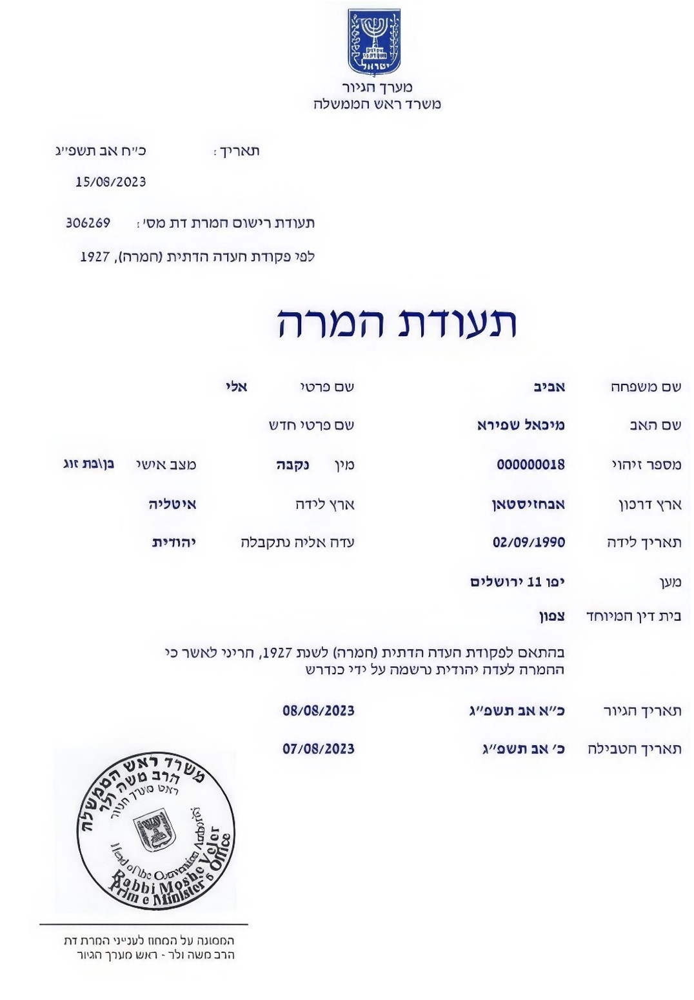 ישראל
מערך הגיור
משרד ראש הממשלה
תאריך : כ״ח אב תשפ״ג
15/08/2023
תעודת רישום המרת דת מס׳ : 306269
לפי פקודת העדה הדתית (המרה), 1927
תעודת המרה
שם משפחה אביב שם פרטי אלי
שם האב מיכאל שפירא שם פרטי חדש
מספר זיהוי 000000018 מין נקבה מצב אישי בן\בת זוג
ארץ דרכון אבחזיסטאן ארץ לידה איטליה
תאריך לידה 02/09/1990 עדה אליה נתקבלה יהודית
מען יפו 11 ירושלים
בית דין המיוחד צפון
בהתאם לפקודת העדה הדתית (המרה) לשנת 1927, הריני לאשר כי
ההמרה לעדה יהודית נרשמה על ידי כנדרש
תאריך הגיור כ״א אב תשפ״ג 08/08/2023
תאריך הטבילה כ׳ אב תשפ״ג 07/08/2023
משרד ראש הממשלה
הרב משה ולר
ראש מערך הגיור
Head of the Conversion Authority
Rabbi Moshe Veler
Prime Minister's Office
הממונה על המחוז לענייני המרת דת
הרב משה ולר - ראש מערך הגיור